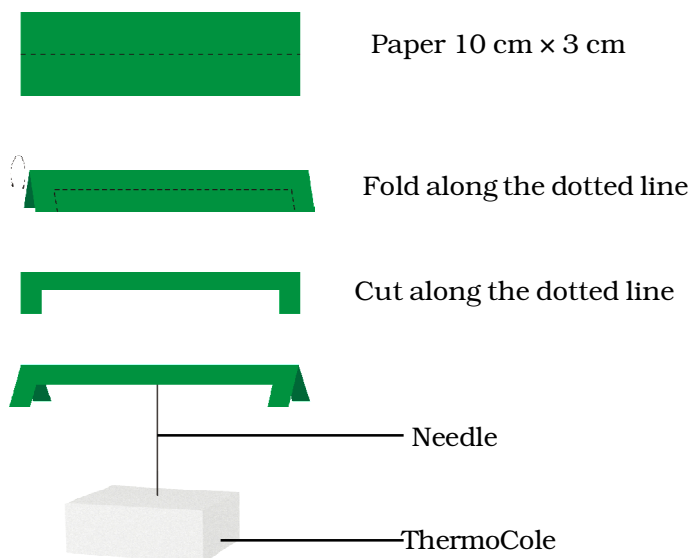 Paper 10 cm × 3 cm
Fold along the dotted line
Cut along the dotted line
Needle
ThermoCole